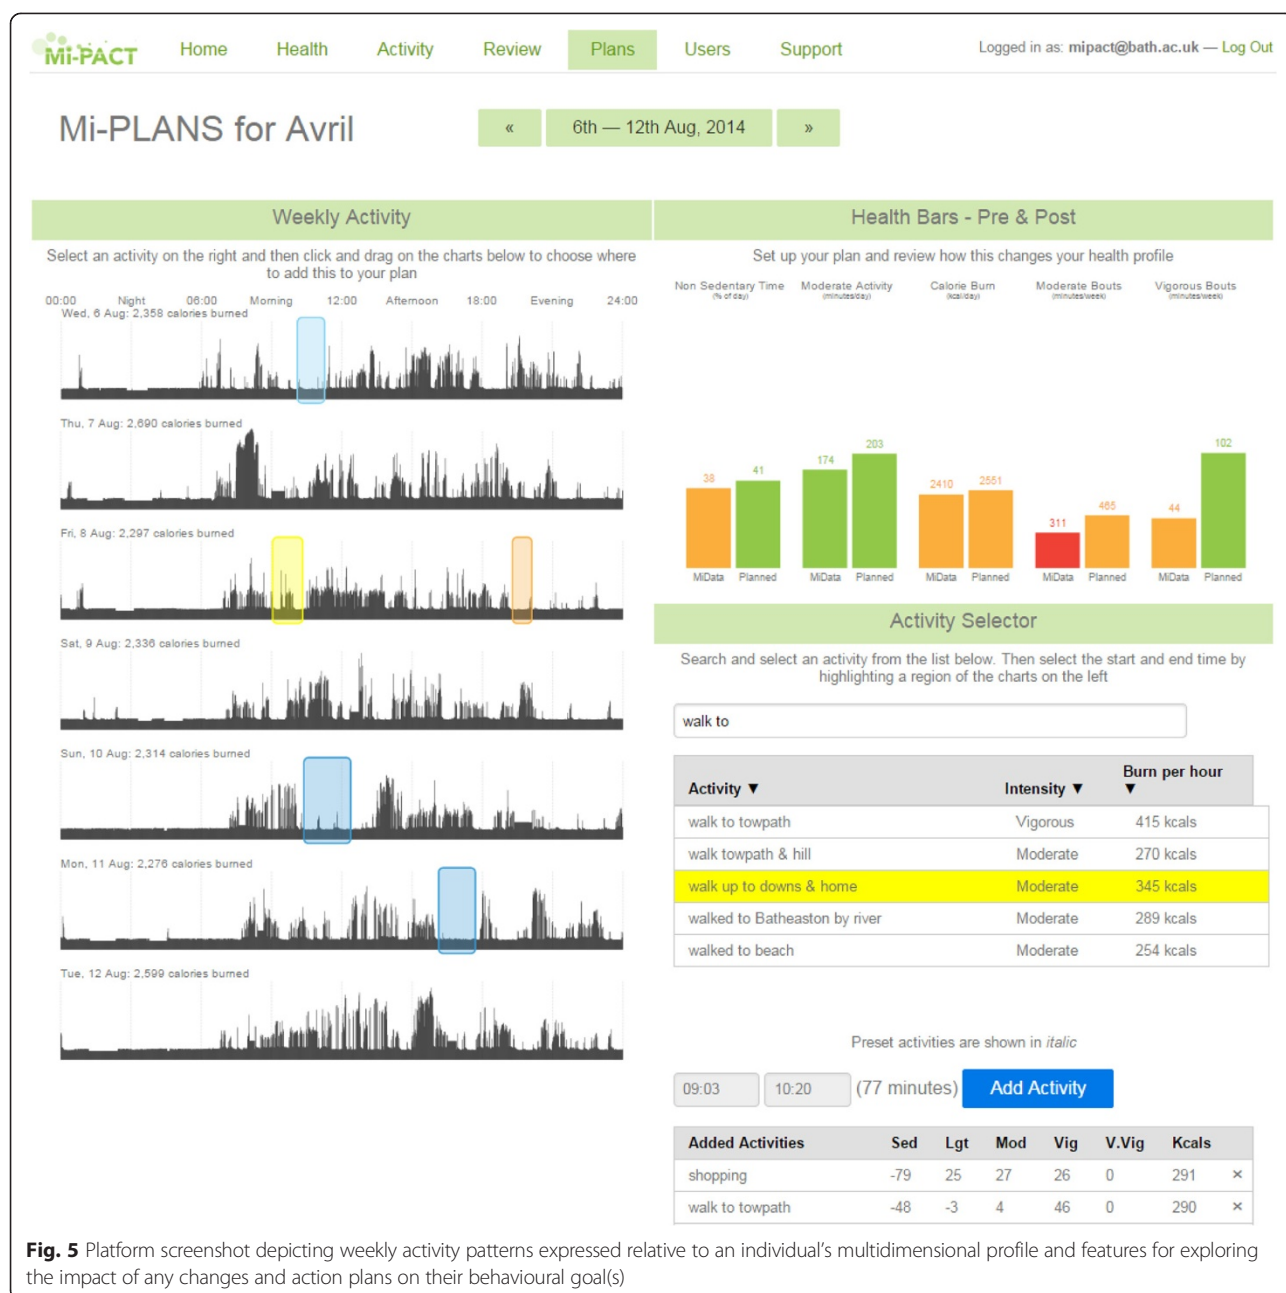 Mi-PACT
Home Health Activity Review Plans Users Support
Logged in as: mipact@bath.ac.uk — Log Out
Mi-PLANS for Avril
« 6th — 12th Aug, 2014 »
Weekly Activity
Select an activity on the right and then click and drag on the charts below to choose where
to add this to your plan
00:00 Night 06:00 Morning 12:00 Afternoon 18:00 Evening 24:00
Wed, 6 Aug: 2,358 calories burned
Thu, 7 Aug: 2,690 calories burned
Fri, 8 Aug: 2,297 calories burned
Sat, 9 Aug: 2,336 calories burned
Sun, 10 Aug: 2,314 calories burned
Mon, 11 Aug: 2,276 calories burned
Tue, 12 Aug: 2,599 calories burned
Health Bars - Pre & Post
Set up your plan and review how this changes your health profile
Non Sedentary Time Moderate Activity Calorie Burn Moderate Bouts Vigorous Bouts
(% of day) (minutes/day) (kcal/day) (minutes/week) (minutes/week)
38 41 174 203 2410 2551 311 465 44 102
MiData Planned MiData Planned MiData Planned MiData Planned MiData Planned
Activity Selector
Search and select an activity from the list below. Then select the start and end time by
highlighting a region of the charts on the left
walk to
Activity ▼ Intensity ▼ Burn per hour ▼
walk to towpath Vigorous 415 kcals
walk towpath & hill Moderate 270 kcals
walk up to downs & home Moderate 345 kcals
walked to Batheaston by river Moderate 289 kcals
walked to beach Moderate 254 kcals
Preset activities are shown in italic
09:03 10:20 (77 minutes) Add Activity
Added Activities Sed Lgt Mod Vig V.Vig Kcals
shopping -79 25 27 26 0 291 ×
walk to towpath -48 -3 4 46 0 290 ×
Fig. 5 Platform screenshot depicting weekly activity patterns expressed relative to an individual's multidimensional profile and features for exploring
the impact of any changes and action plans on their behavioural goal(s)